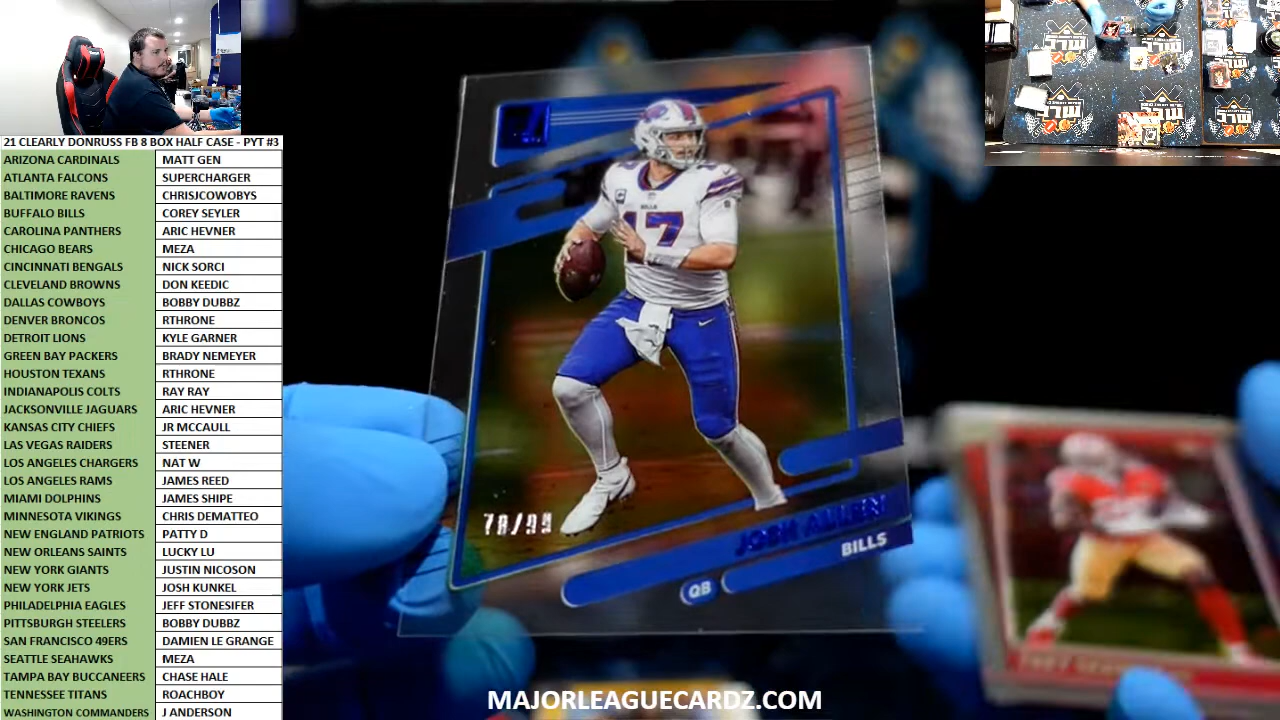 21 CLEARLY DONRUSS FB 8 BOX HALF CASE - PYT #3
ARIZONA CARDINALS MATT GEN
ATLANTA FALCONS SUPERCHARGER
BALTIMORE RAVENS CHRISJCOWOBYS
BUFFALO BILLS COREY SEYLER
CAROLINA PANTHERS ARIC HEVNER
CHICAGO BEARS MEZA
CINCINNATI BENGALS NICK SORCI
CLEVELAND BROWNS DON KEEDIC
DALLAS COWBOYS BOBBY DUBBZ
DENVER BRONCOS RTHRONE
DETROIT LIONS KYLE GARNER
GREEN BAY PACKERS BRADY NEMEYER
HOUSTON TEXANS RTHRONE
INDIANAPOLIS COLTS RAY RAY
JACKSONVILLE JAGUARS ARIC HEVNER
KANSAS CITY CHIEFS JR MCCAULL
LAS VEGAS RAIDERS STEENER
LOS ANGELES CHARGERS NAT W
LOS ANGELES RAMS JAMES REED
MIAMI DOLPHINS JAMES SHIPE
MINNESOTA VIKINGS CHRIS DEMATTEO
NEW ENGLAND PATRIOTS PATTY D
NEW ORLEANS SAINTS LUCKY LU
NEW YORK GIANTS JUSTIN NICOSON
NEW YORK JETS JOSH KUNKEL
PHILADELPHIA EAGLES JEFF STONESIFER
PITTSBURGH STEELERS BOBBY DUBBZ
SAN FRANCISCO 49ERS DAMIEN LE GRANGE
SEATTLE SEAHAWKS MEZA
TAMPA BAY BUCCANEERS CHASE HALE
TENNESSEE TITANS ROACHBOY
WASHINGTON COMMANDERS J ANDERSON
BILLS
17
78/99
JOSH ALLEN
BILLS
QB
MAJORLEAGUECARDZ.COM